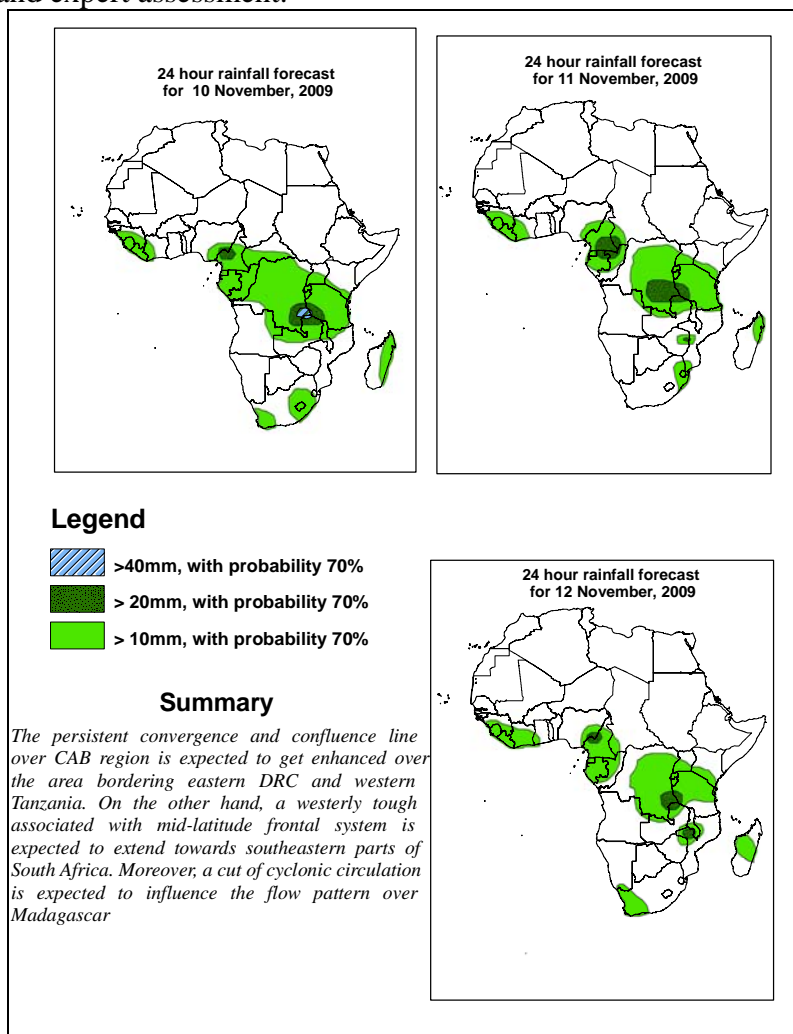 and expert assessment.
24 hour rainfall forecast
for 10 November, 2009
24 hour rainfall forecast
for 11 November, 2009
Legend
>40mm, with probability 70%
> 20mm, with probability 70%
> 10mm, with probability 70%
Summary
The persistent convergence and confluence line
over CAB region is expected to get enhanced over
the area bordering eastern DRC and western
Tanzania. On the other hand, a westerly tough
associated with mid-latitude frontal system is
expected to extend towards southeastern parts of
South Africa. Moreover, a cut of cyclonic circulation
is expected to influence the flow pattern over
Madagascar
24 hour rainfall forecast
for 12 November, 2009